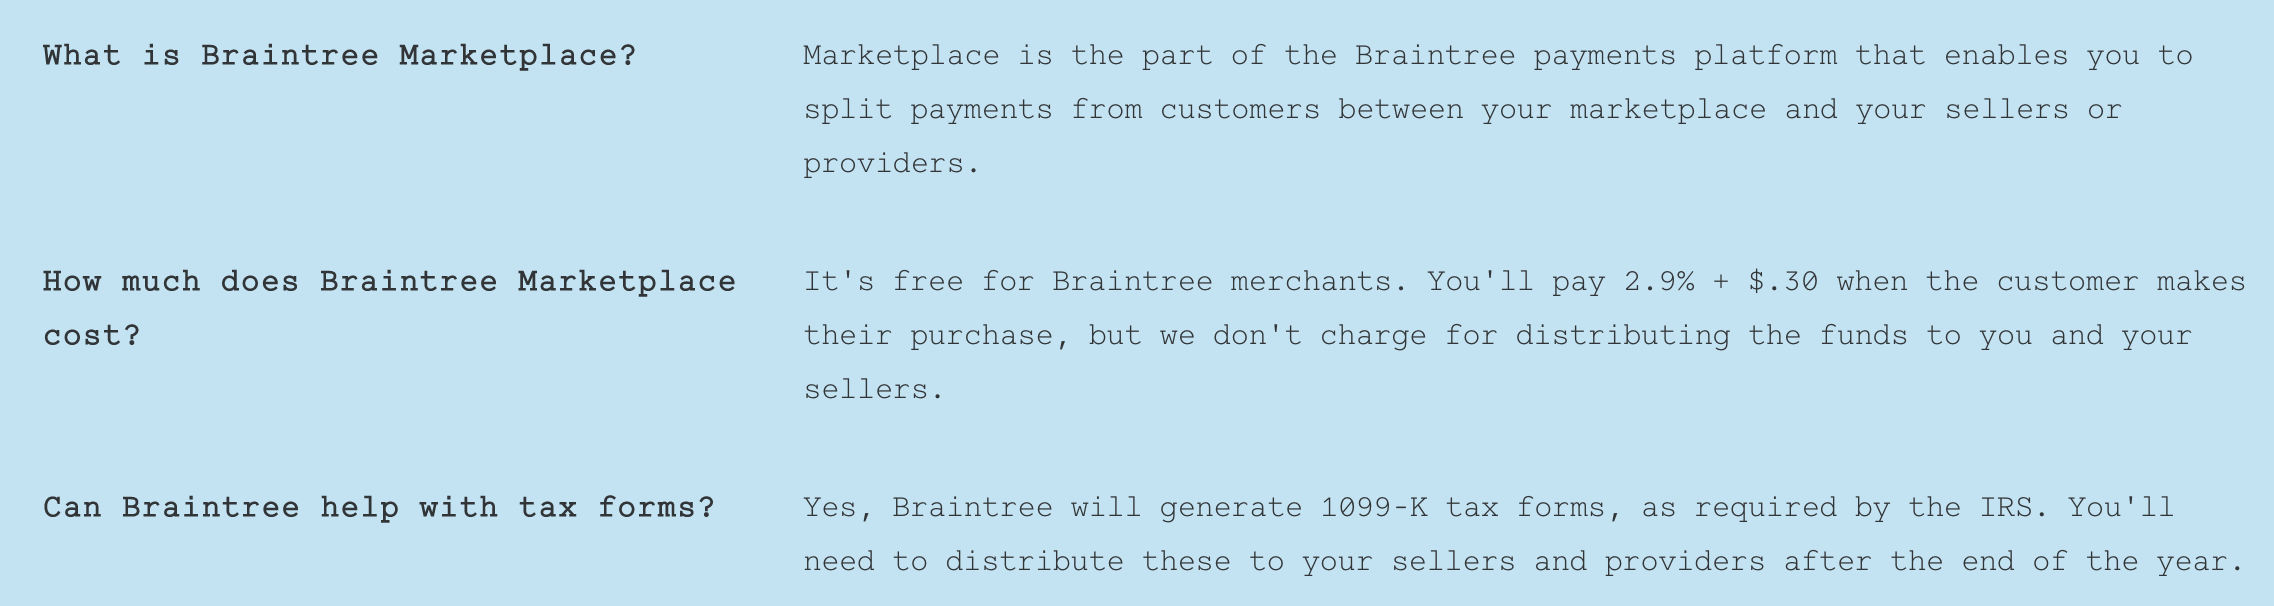 What is Braintree Marketplace?
Marketplace is the part of the Braintree payments platform that enables you to
split payments from customers between your marketplace and your sellers or
providers.
How much does Braintree Marketplace
cost?
It's free for Braintree merchants. You'll pay 2.9% + $.30 when the customer makes
their purchase, but we don't charge for distributing the funds to you and your
sellers.
Can Braintree help with tax forms?
Yes, Braintree will generate 1099-K tax forms, as required by the IRS. You'll
need to distribute these to your sellers and providers after the end of the year.